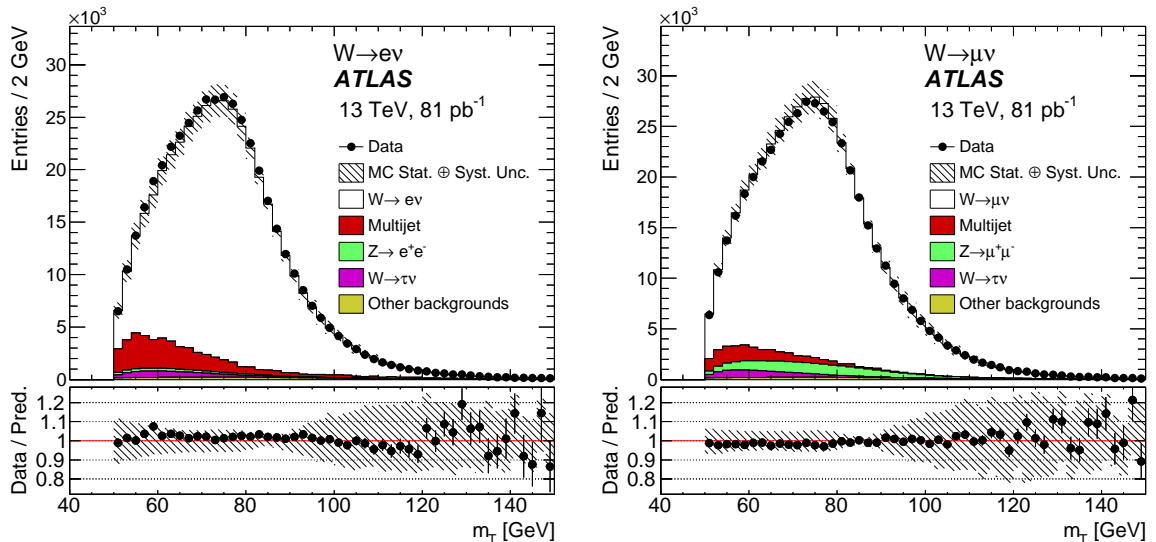 ×10³
Entries / 2 GeV
30
25
20
15
10
5
0
W→eν
ATLAS
13 TeV, 81 pb⁻¹
Data
MC Stat. ⊕ Syst. Unc.
W→ eν
Multijet
Z→ e⁺e⁻
W→τν
Other backgrounds
Data / Pred.
1.2
1.1
1
0.9
0.8
40 60 80 100 120 140
m_T [GeV]
×10³
Entries / 2 GeV
30
25
20
15
10
5
0
W→μν
ATLAS
13 TeV, 81 pb⁻¹
Data
MC Stat. ⊕ Syst. Unc.
W→μν
Multijet
Z→μ⁺μ⁻
W→τν
Other backgrounds
Data / Pred.
1.2
1.1
1
0.9
0.8
40 60 80 100 120 140
m_T [GeV]